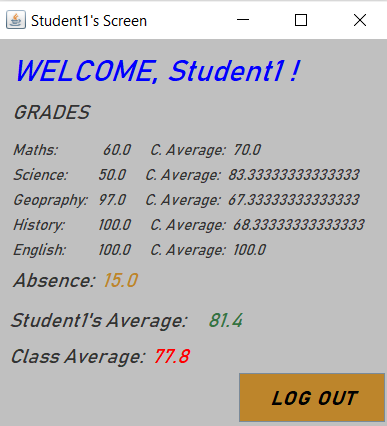 Student1's Screen
WELCOME, Student1 !
GRADES
Maths: 60.0 C. Average: 70.0
Science: 50.0 C. Average: 83.33333333333333
Geopraphy: 97.0 C. Average: 67.33333333333333
History: 100.0 C. Average: 68.33333333333333
English: 100.0 C. Average: 100.0
Absence: 15.0
Student1's Average: 81.4
Class Average: 77.8
LOG OUT